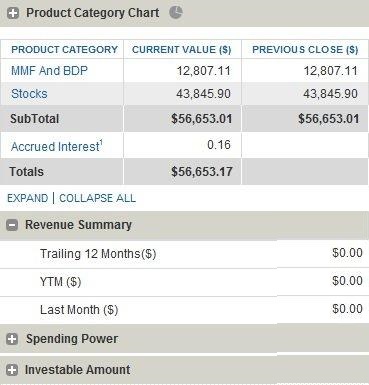 Product Category Chart
PRODUCT CATEGORY CURRENT VALUE ($) PREVIOUS CLOSE ($)
MMF And BDP 12,807.11 12,807.11
Stocks 43,845.90 43,845.90
SubTotal $56,653.01 $56,653.01
Accrued Interest¹ 0.16
Totals $56,653.17
EXPAND | COLLAPSE ALL
Revenue Summary
Trailing 12 Months($) $0.00
YTM ($) $0.00
Last Month ($) $0.00
Spending Power
Investable Amount